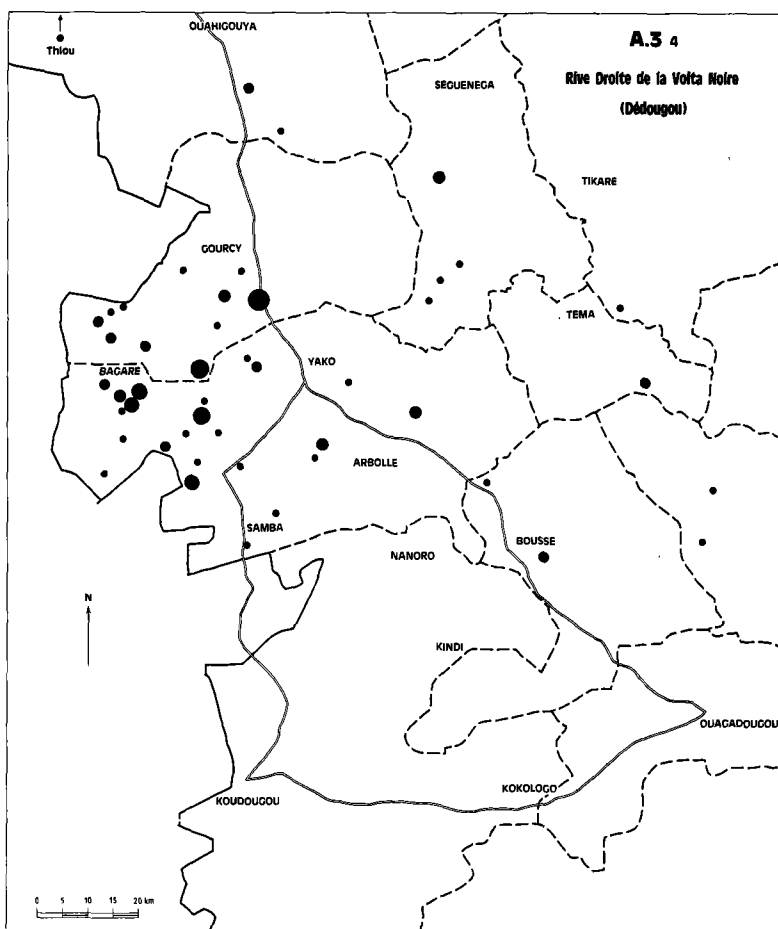 OUAHIGOUYA
Thiou
A.3 4
Rive Droite de la Volta Noire
(Dédougou)
SEGUENEGA
TIKARE
GOURCY
TEMA
BAGARE
YAKO
ARBOLLE
SAMBA
BOUSSE
NANORO
N
KINDI
OUAGADOUGOU
KOKOLOGO
KOUDOUGOU
0 5 10 15 20 km